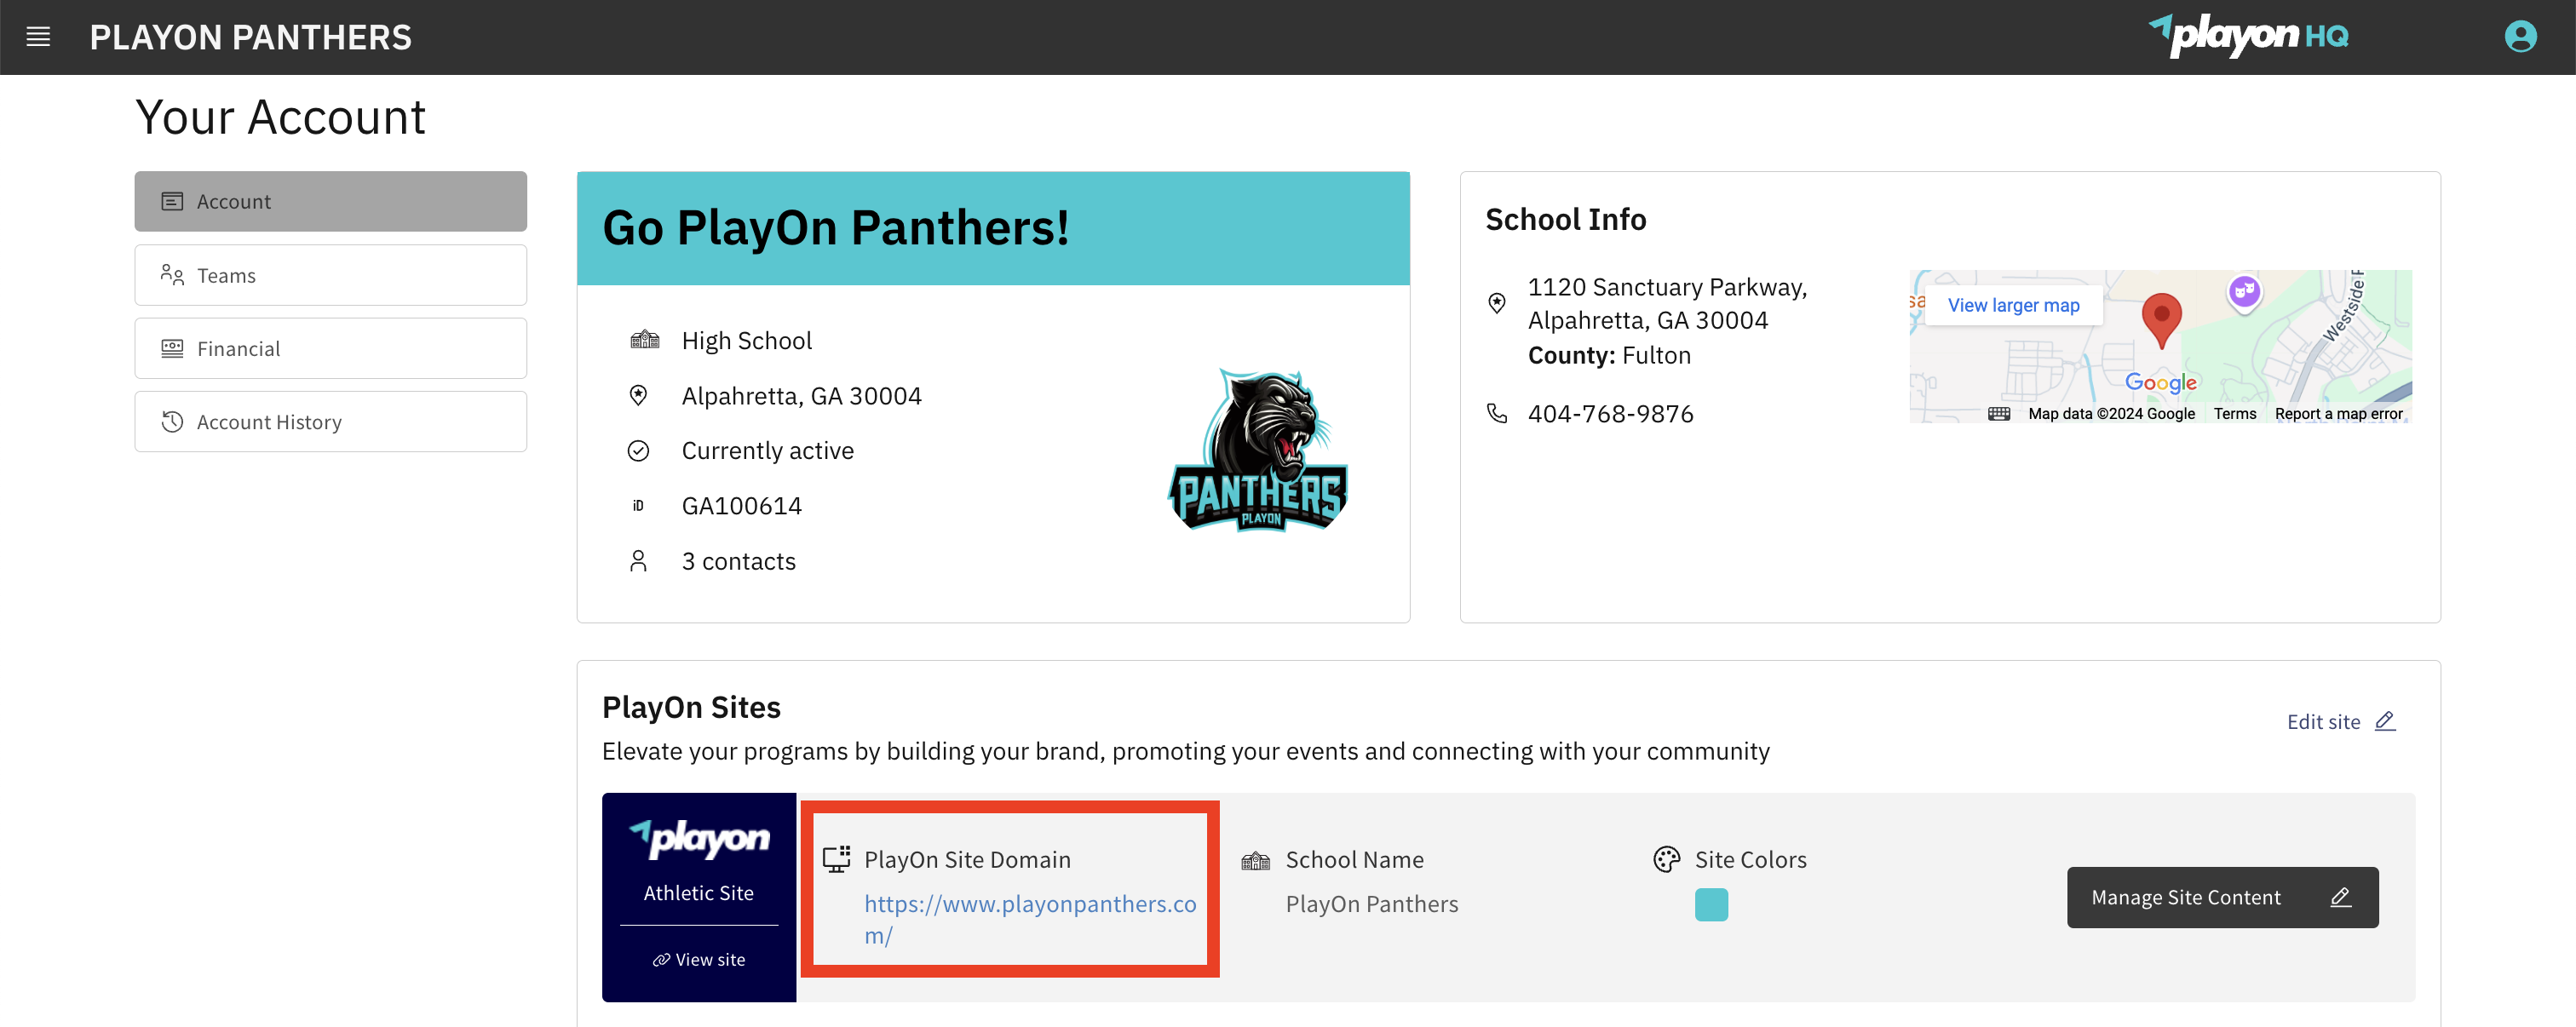 PLAYON PANTHERS
playon HQ
Your Account
Account
Teams
Financial
Account History
Go PlayOn Panthers!
High School
Alpahretta, GA 30004
Currently active
iD
GA100614
3 contacts
PANTHERS
PLAYON
School Info
1120 Sanctuary Parkway,
Alpahretta, GA 30004
County: Fulton
404-768-9876
View larger map
Westside
Google
Map data ©2024 Google
Terms
Report a map error
PlayOn Sites
Edit site
Elevate your programs by building your brand, promoting your events and connecting with your community
playon
Athletic Site
View site
PlayOn Site Domain
https://www.playonpanthers.co
m/
School Name
PlayOn Panthers
Site Colors
Manage Site Content